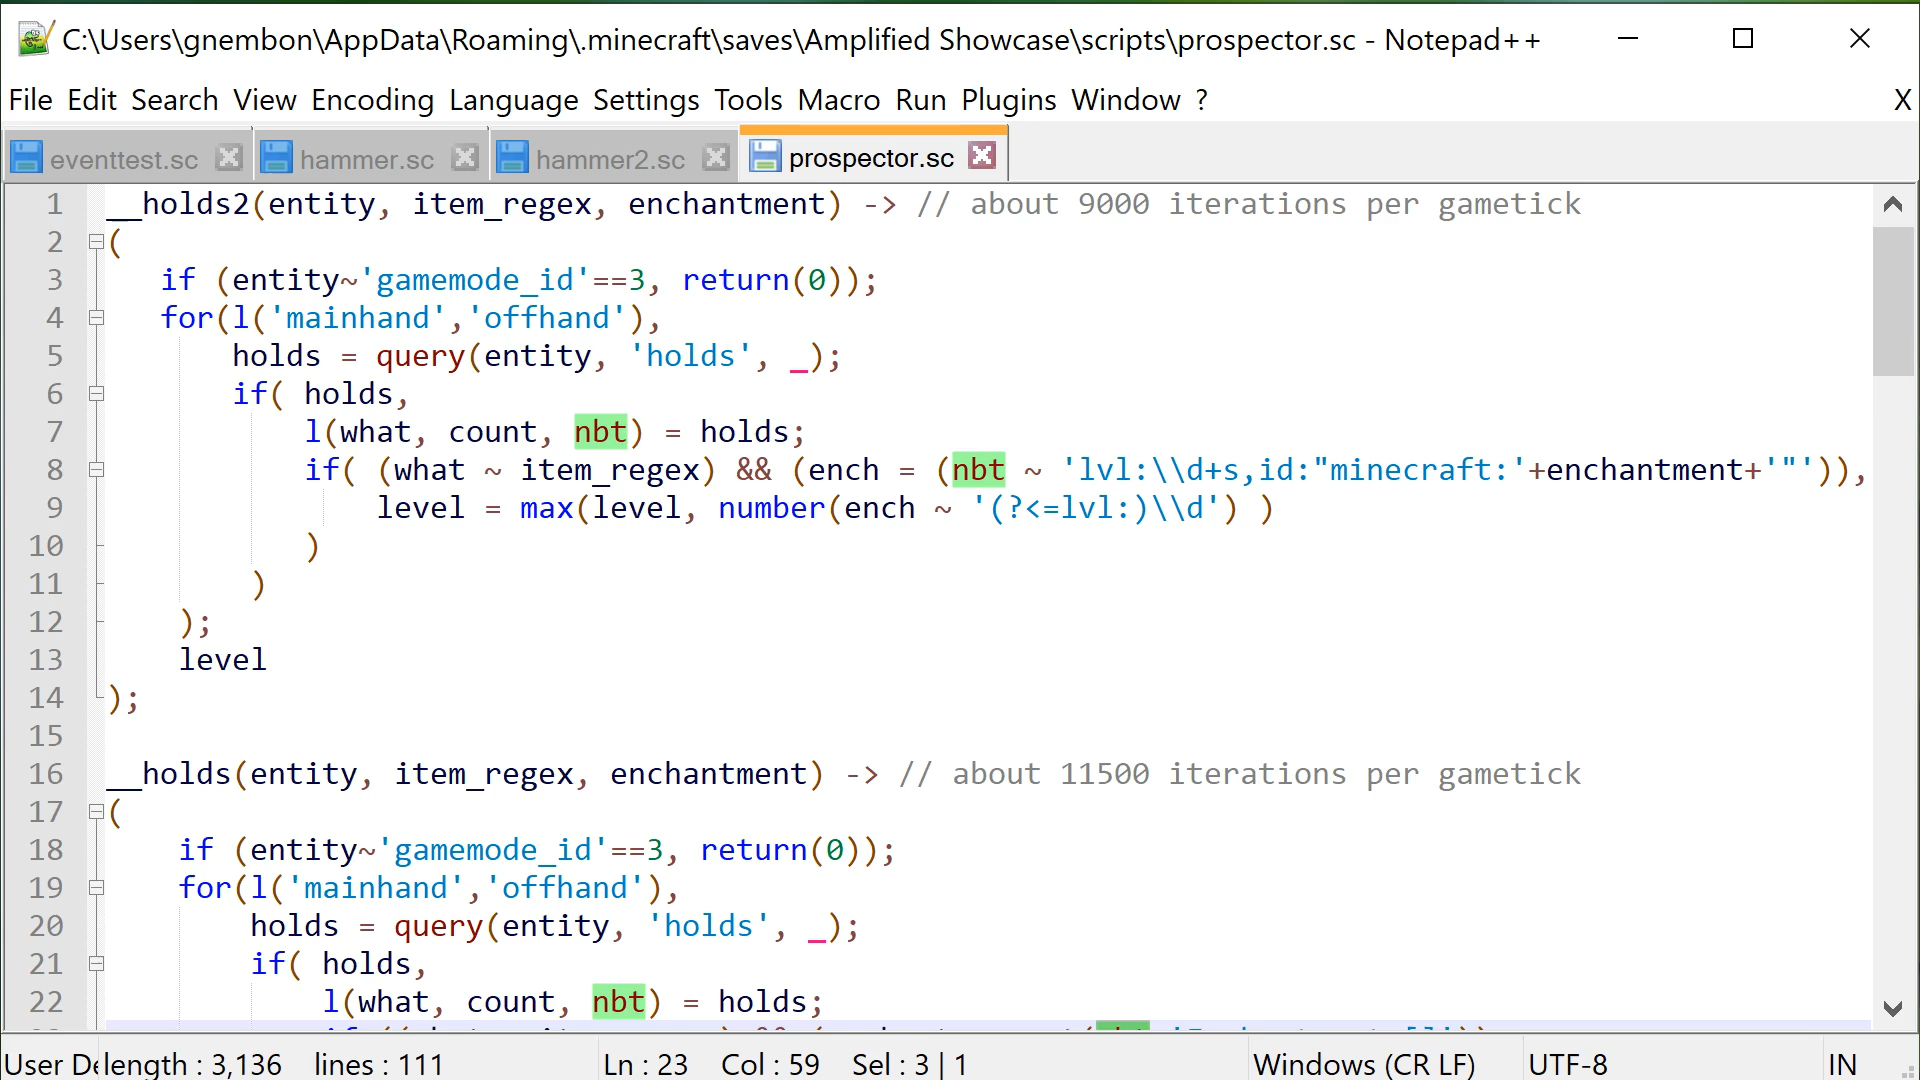 C:\Users\gnembon\AppData\Roaming\.minecraft\saves\Amplified Showcase\scripts\prospector.sc - Notepad++
File Edit Search View Encoding Language Settings Tools Macro Run Plugins Window ? X
eventtest.sc hammer.sc hammer2.sc prospector.sc
1 __holds2(entity, item_regex, enchantment) -> // about 9000 iterations per gametick
2 (
3 if (entity~'gamemode_id'==3, return(0));
4 for(l('mainhand','offhand'),
5 holds = query(entity, 'holds', _);
6 if( holds,
7 l(what, count, nbt) = holds;
8 if( (what ~ item_regex) && (ench = (nbt ~ 'lvl:\\d+s,id:"minecraft:'+enchantment+'"')),
9 level = max(level, number(ench ~ '(?<=lvl:)\\d') )
10 )
11 )
12 );
13 level
14 );
15
16 __holds(entity, item_regex, enchantment) -> // about 11500 iterations per gametick
17 (
18 if (entity~'gamemode_id'==3, return(0));
19 for(l('mainhand','offhand'),
20 holds = query(entity, 'holds', _);
21 if( holds,
22 l(what, count, nbt) = holds;
User De length : 3,136 lines : 111 Ln : 23 Col : 59 Sel : 3 | 1 Windows (CR LF) UTF-8 IN